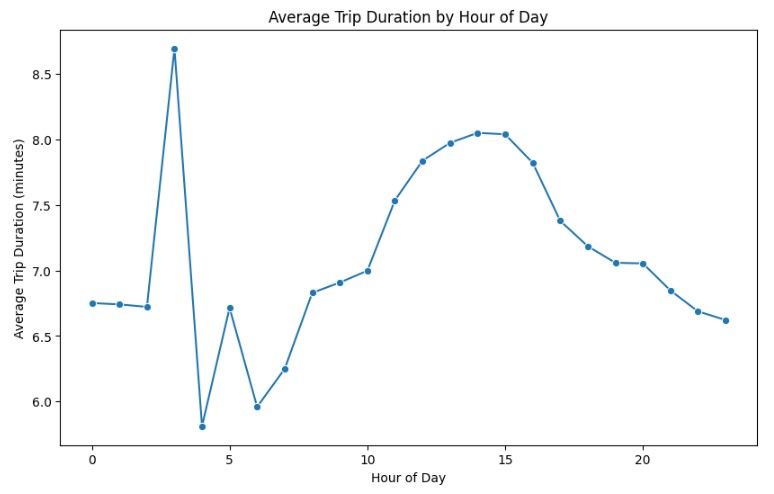 Average Trip Duration by Hour of Day
Average Trip Duration (minutes)
8.5
8.0
7.5
7.0
6.5
6.0
0 5 10 15 20
Hour of Day